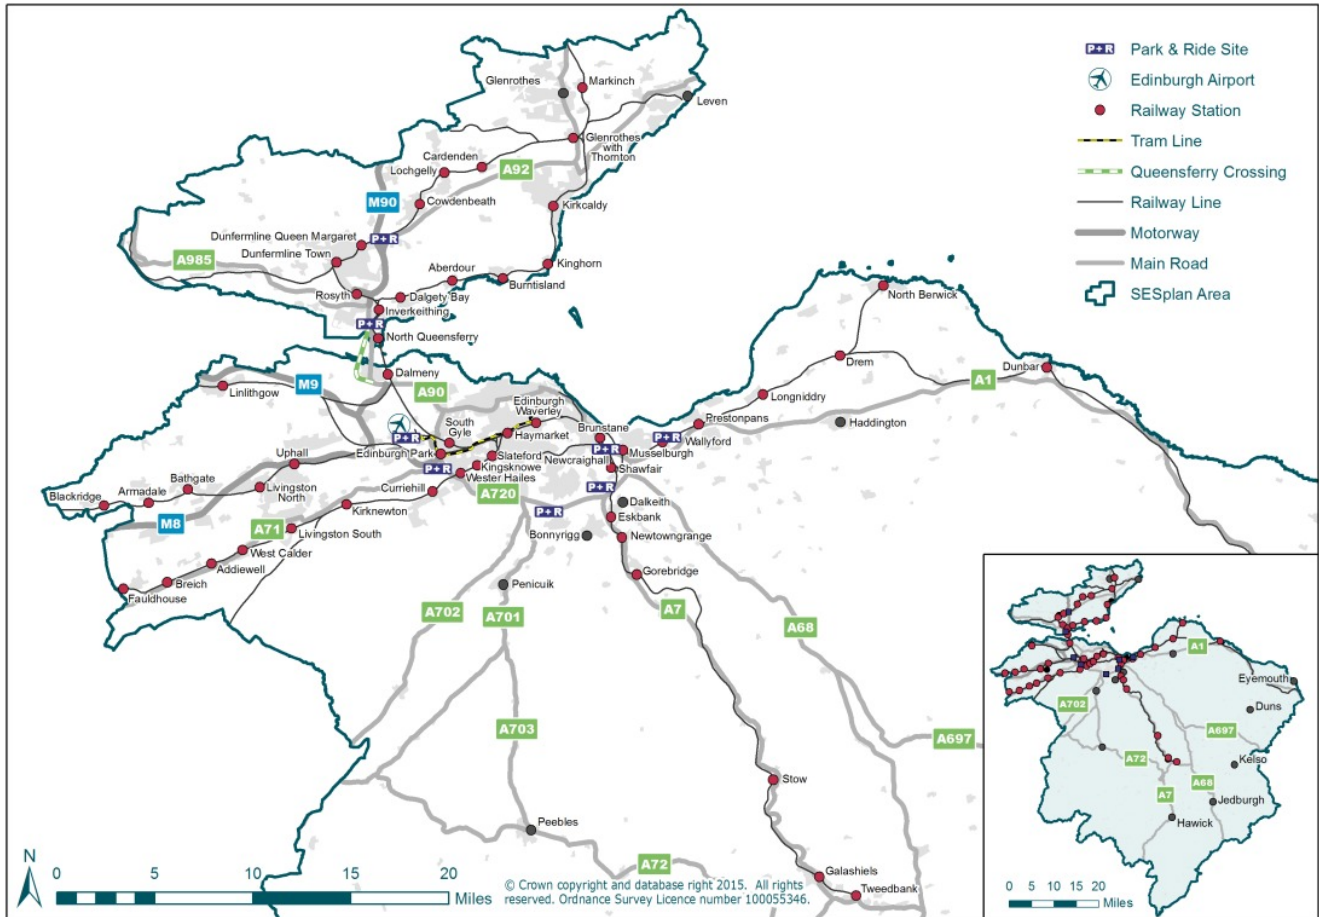 P+R Park & Ride Site
Edinburgh Airport
Railway Station
Tram Line
Queensferry Crossing
Railway Line
Motorway
Main Road
SESplan Area
P+R
Glenrothes
Markinch
Leven
Glenrothes
with
Thornton
Cardenden
Lochgelly
A92
M90
Cowdenbeath
Kirkcaldy
Dunfermline Queen Margaret
P+R
Dunfermline Town
A985
Aberdour
Kinghorn
Burntisland
Rosyth
Dalgety Bay
Inverkeithing
P+R
North Queensferry
North Berwick
Dalmeny
Drem
Dunbar
M9
Linlithgow
A90
A1
Longniddry
Edinburgh
Waverley
Prestonpans
Haddington
South
Gyle
Haymarket
Brunstane
P+R
P+R
Wallyford
Edinburgh Park
Slateford
Newcraighall
P+R
Musselburgh
Uphall
P+R
Kingsknowe
Shawfair
Wester Hailes
Bathgate
Livingston
North
Curriehill
A720
P+R
Blackridge
Armadale
Kirknewton
P+R
Dalkeith
M8
A71
Livingston South
Eskbank
Bonnyrigg
Newtowngrange
West Calder
Addiewell
Breich
Fauldhouse
Gorebridge
Penicuik
A702
A701
A7
A68
A703
A697
Stow
Peebles
A72
Galashiels
Tweedbank
N
0 5 10 15 20
Miles
© Crown copyright and database right 2015. All rights
reserved. Ordnance Survey Licence number 100055346.
A1
Eyemouth
A702
Duns
A697
A72
Kelso
A68
A7
Jedburgh
Hawick
0 5 10 15 20
Miles